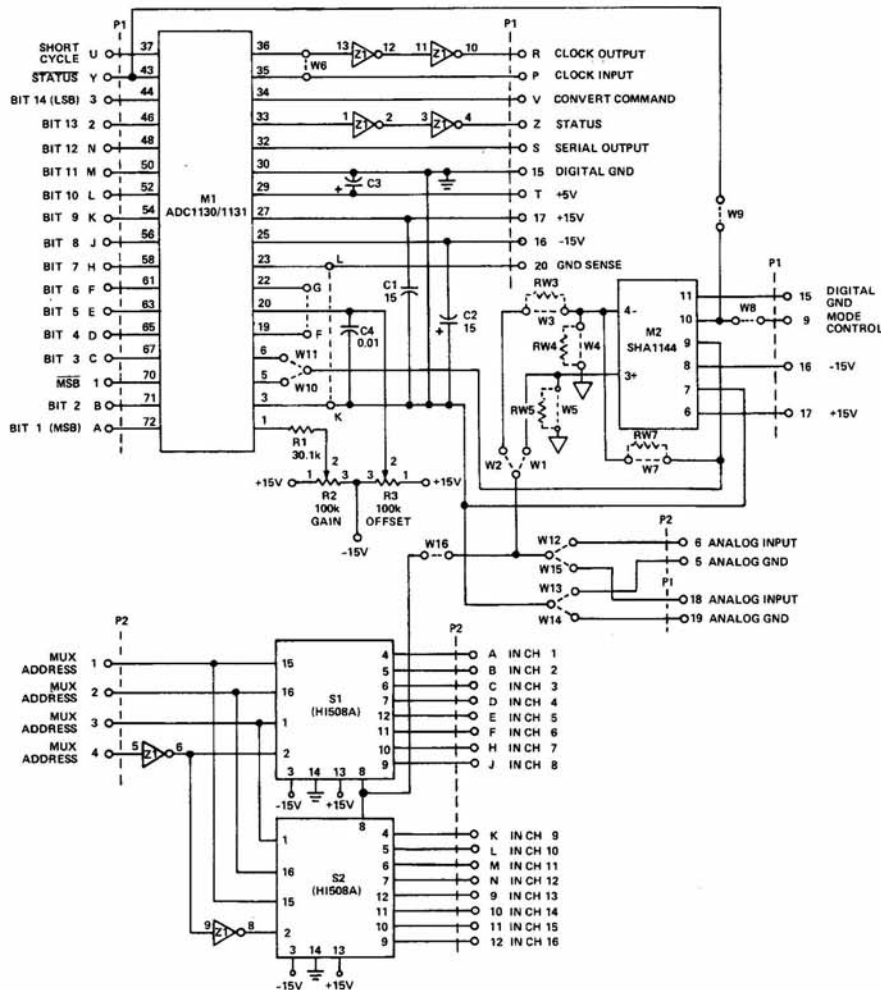 P1 P1
SHORT CYCLE U 37 36 13 Z1 12 11 Z1 10 R CLOCK OUTPUT
STATUS Y 43 35 W6 P CLOCK INPUT
BIT 14 (LSB) 3 44 34 V CONVERT COMMAND
BIT 13 2 46 33 1 Z1 2 3 Z1 4 Z STATUS
BIT 12 N 48 32 S SERIAL OUTPUT
BIT 11 M 50 30 15 DIGITAL GND
M1
ADC1130/1131
BIT 10 L 52 29 + C3 T +5V
BIT 9 K 54 27 17 +15V
BIT 8 J 56 25 16 -15V
BIT 7 H 58 23 L 20 GND SENSE
BIT 6 F 61 22 G
BIT 5 E 63 20
BIT 4 D 65 19 F
BIT 3 C 67 6 W11
MSB 1 70 5 W10
BIT 2 B 71 3 K
BIT 1 (MSB) A 72 1
C1
15
+ C2
15
C4
0.01
W9
P1
RW3
W3
RW4 W4
RW5 W5
4-
3+
M2
SHA1144
11 15 DIGITAL GND
10 W8 9 MODE CONTROL
9
8 16 -15V
7
6 17 +15V
RW7
W7
W2 W1
R1
30.1k
+15V 1 2 3 3 2 1 +15V
R2
100k
GAIN
R3
100k
OFFSET
-15V
W16
P2
W12 6 ANALOG INPUT
W15 5 ANALOG GND
P1
W13 18 ANALOG INPUT
W14 19 ANALOG GND
P2 P2
MUX ADDRESS 1
MUX ADDRESS 2
MUX ADDRESS 3
MUX ADDRESS 4 5 Z1 6
15
16
1
2
S1
(HI508A)
4 A IN CH 1
5 B IN CH 2
6 C IN CH 3
7 D IN CH 4
12 E IN CH 5
11 F IN CH 6
10 H IN CH 7
9 J IN CH 8
3 14 13 8
-15V +15V
8
1
16
15
9 Z1 8 2
S2
(HI508A)
4 K IN CH 9
5 L IN CH 10
6 M IN CH 11
7 N IN CH 12
12 9 IN CH 13
11 10 IN CH 14
10 11 IN CH 15
9 12 IN CH 16
3 14 13
-15V +15V